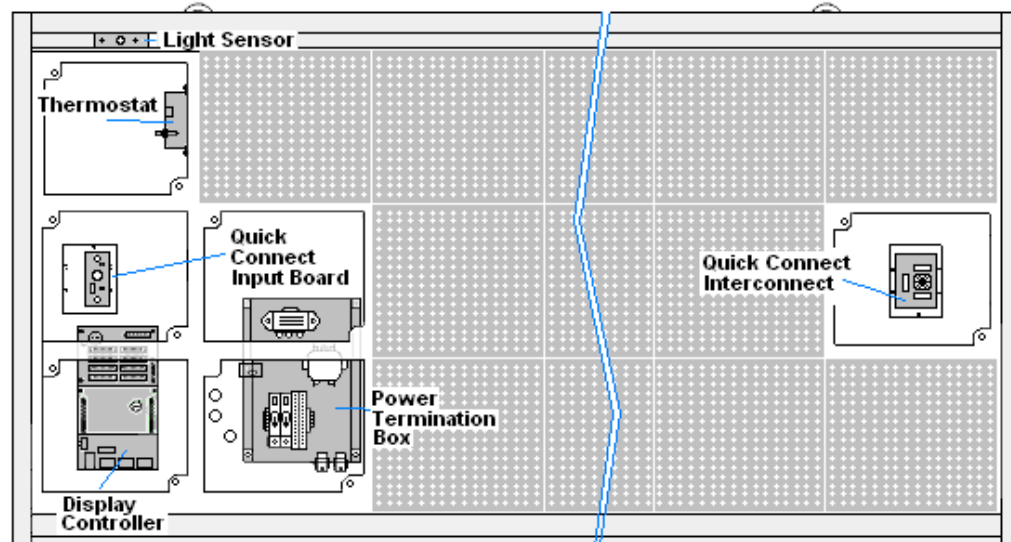 Light Sensor
Thermostat
Quick
Connect
Input Board
Quick Connect
Interconnect
Power
Termination
Box
Display
Controller